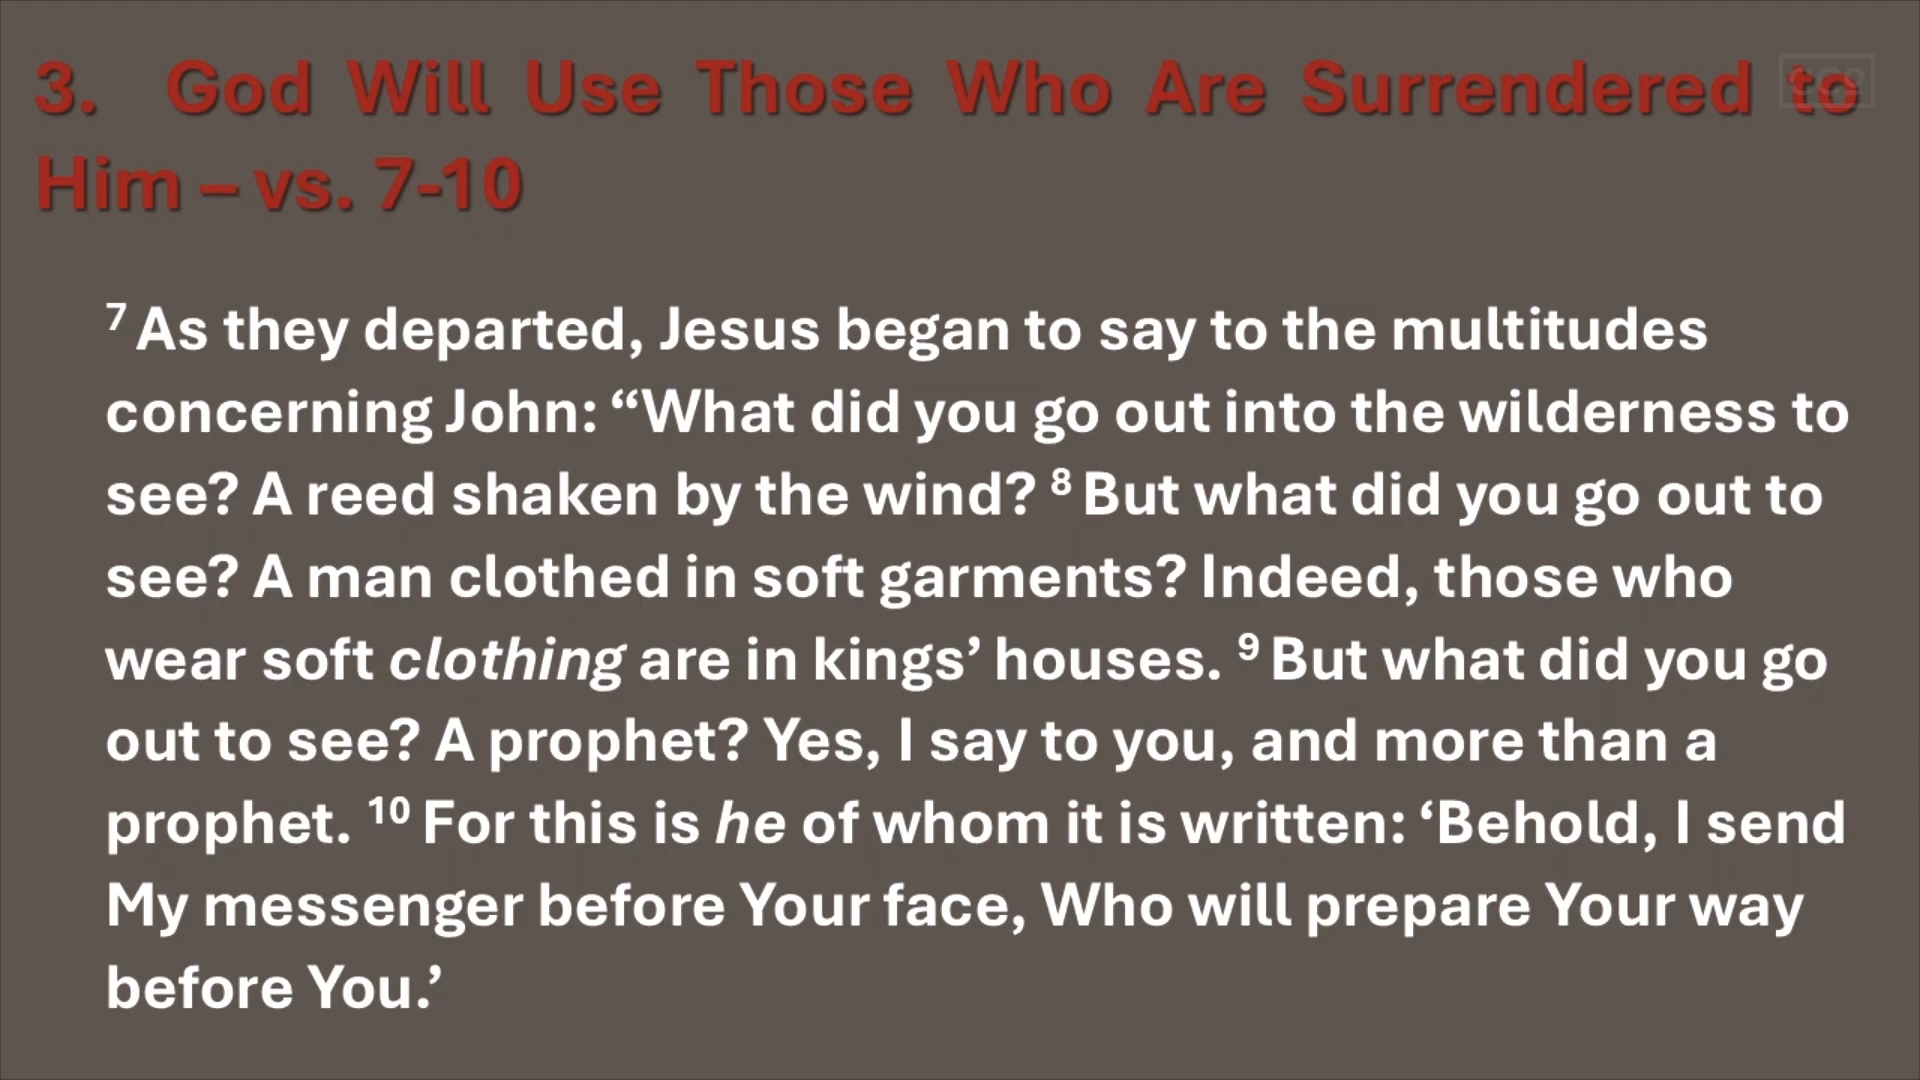 3. God Will Use Those Who Are Surrendered to
Him – vs. 7-10
7 As they departed, Jesus began to say to the multitudes
concerning John: “What did you go out into the wilderness to
see? A reed shaken by the wind? 8 But what did you go out to
see? A man clothed in soft garments? Indeed, those who
wear soft clothing are in kings’ houses. 9 But what did you go
out to see? A prophet? Yes, I say to you, and more than a
prophet. 10 For this is he of whom it is written: ‘Behold, I send
My messenger before Your face, Who will prepare Your way
before You.’